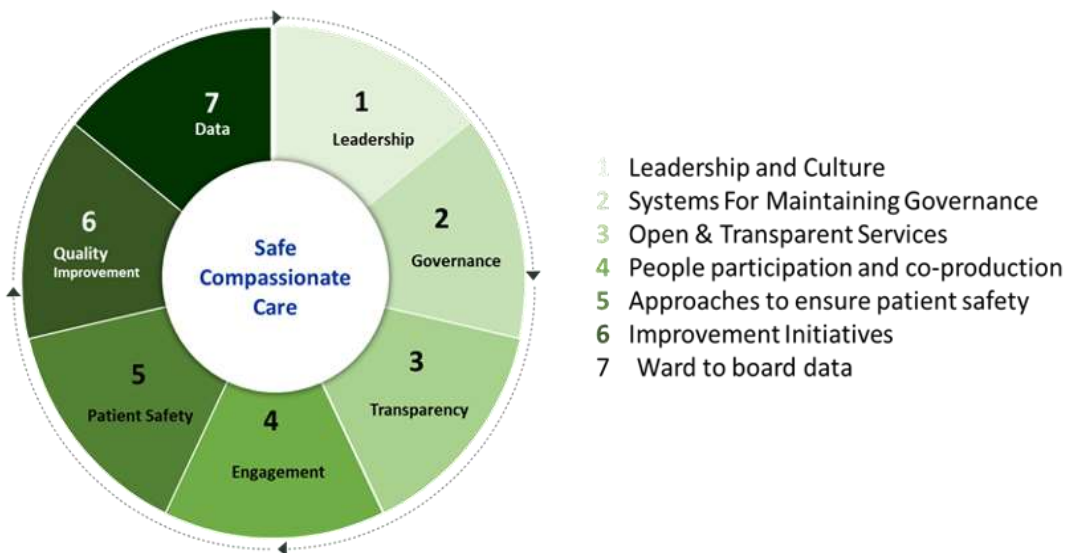 1
Leadership
2
Governance
3
Transparency
4
Engagement
5
Patient Safety
6
Quality
Improvement
7
Data
Safe
Compassionate
Care
1 Leadership and Culture
2 Systems For Maintaining Governance
3 Open & Transparent Services
4 People participation and co-production
5 Approaches to ensure patient safety
6 Improvement Initiatives
7 Ward to board data